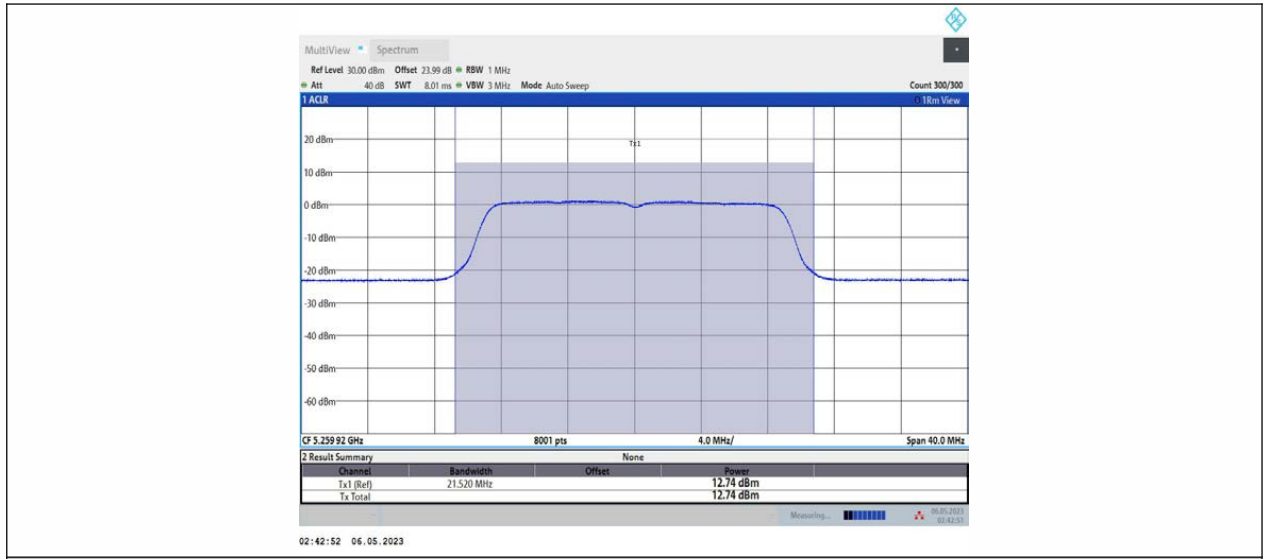 MultiView Spectrum
Ref Level 30.00 dBm Offset 23.99 dB RBW 1 MHz
Att 40 dB SWT 8.01 ms VBW 3 MHz Mode Auto Sweep Count 300/300
1 ACLR 1Rm View
Tx1
20 dBm
10 dBm
0 dBm
-10 dBm
-20 dBm
-30 dBm
-40 dBm
-50 dBm
-60 dBm
CF 5.259 92 GHz 8001 pts 4.0 MHz/ Span 40.0 MHz
2 Result Summary None
Channel Bandwidth Offset Power
Tx1 (Ref) 21.520 MHz 12.74 dBm
Tx Total 12.74 dBm
Measuring... 06.05.2023
02:42:51
02:42:52 06.05.2023